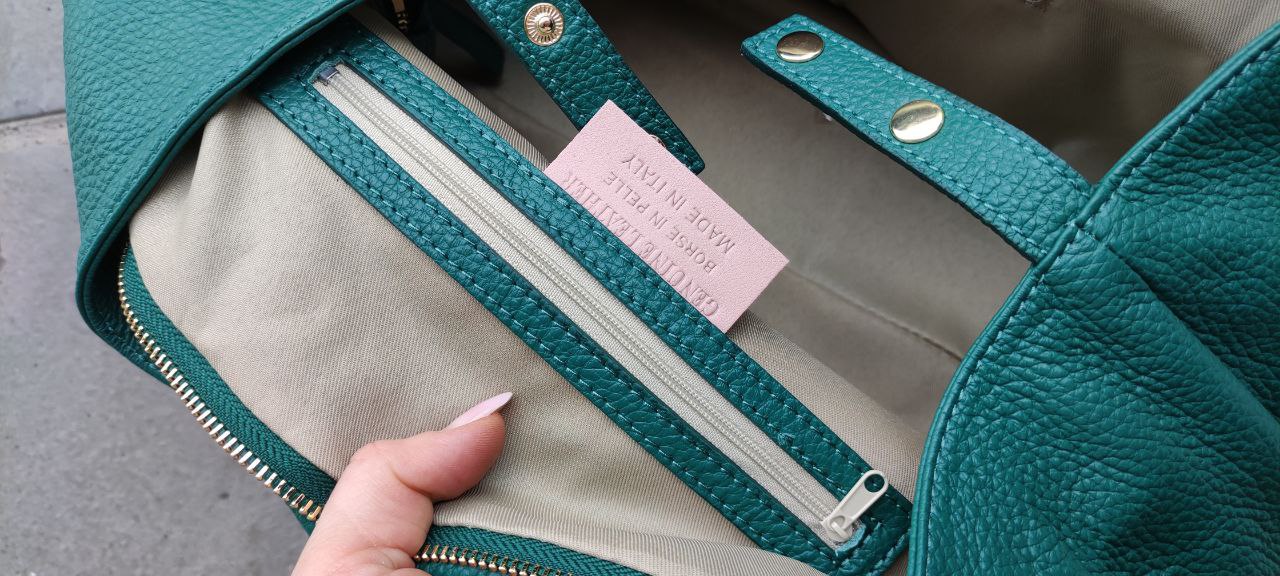 GENUINE LEATHER
BORSE IN PELLE
MADE IN ITALY